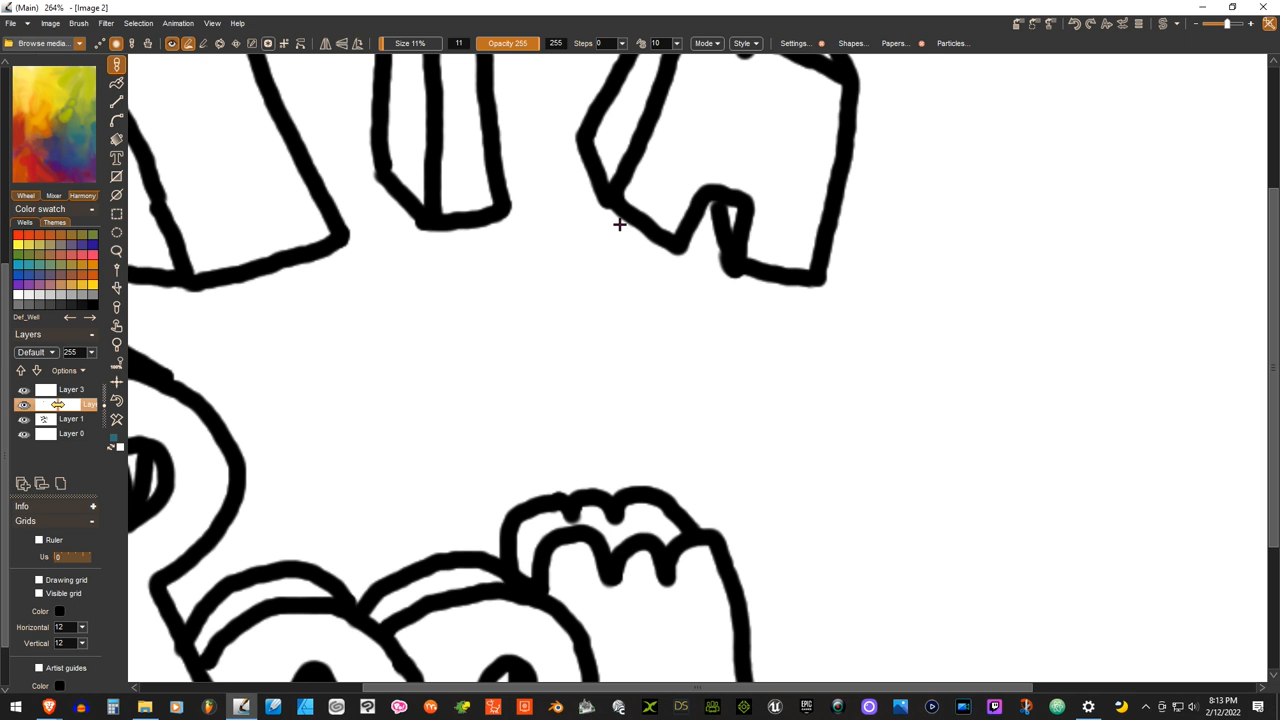 (Main) 264% - [Image 2]
File Image Brush Filter Selection Animation View Help
Browse media... Size 11% 11 Opacity 255 255 Steps 0 10 Mode Style Settings... Shapes... Papers... Particles...
Wheel Mixer Harmony
Color swatch
Wells Themes
Def_Well
Layers
Default 255
Options
Layer 3
Laye
Layer 1
Layer 0
Info
Grids
Ruler
Us 0
Drawing grid
Visible grid
Color
Horizontal 12
Vertical 12
Artist guides
Color
8:13 PM
2/12/2022